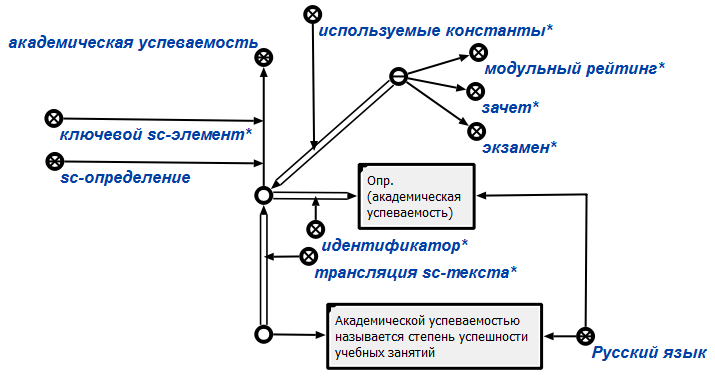 используемые константы*
академическая успеваемость
модульный рейтинг*
зачет*
ключевой sc-элемент*
экзамен*
sc-определение
Опр.
(академическая
успеваемость)
идентификатор*
трансляция sc-текста*
Академической успеваемостью
называется степень успешности
учебных занятий
Русский язык